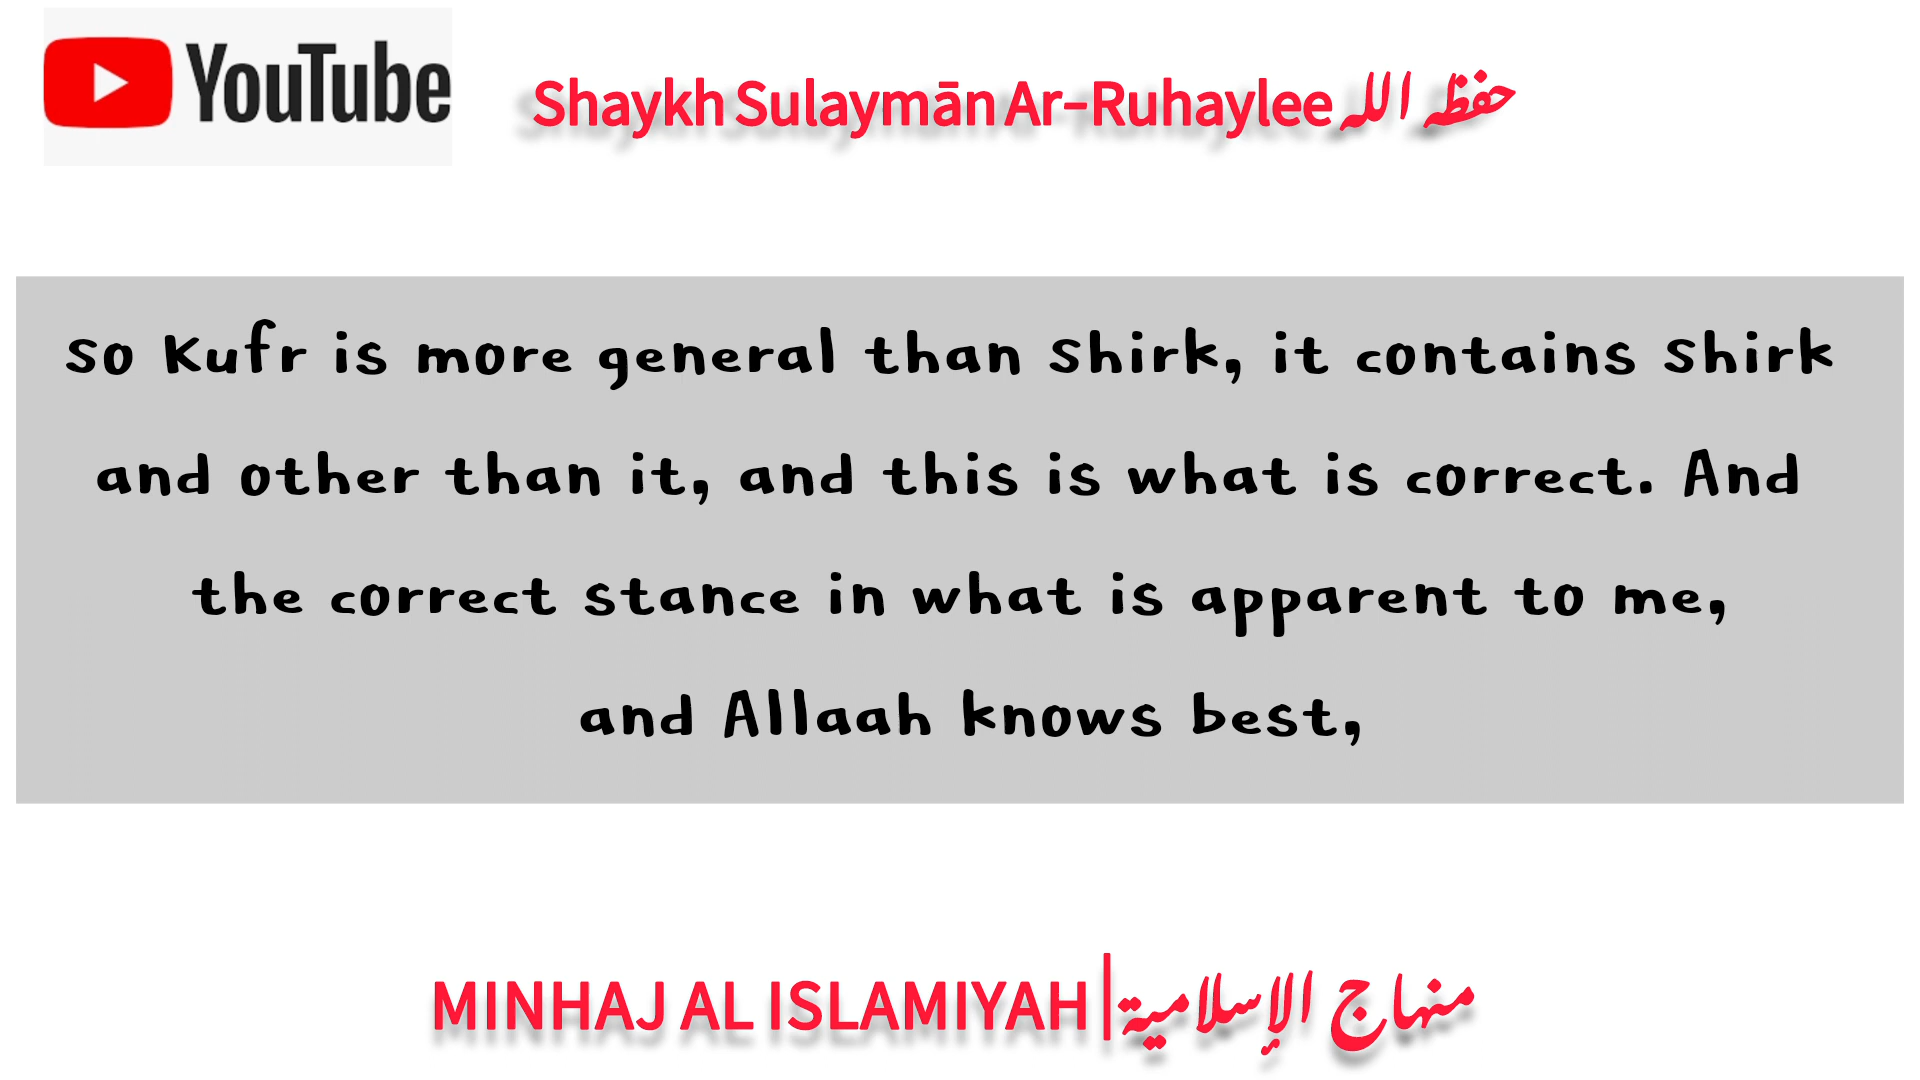 YouTube
Shaykh Sulaymān Ar-Ruhaylee حفظه الله
so Kufr is more general than Shirk, it contains Shirk
and other than it, and this is what is correct. And
the correct stance in what is apparent to me,
and Allaah knows best,
MINHAJ AL ISLAMIYAH | منهاج الإسلامية